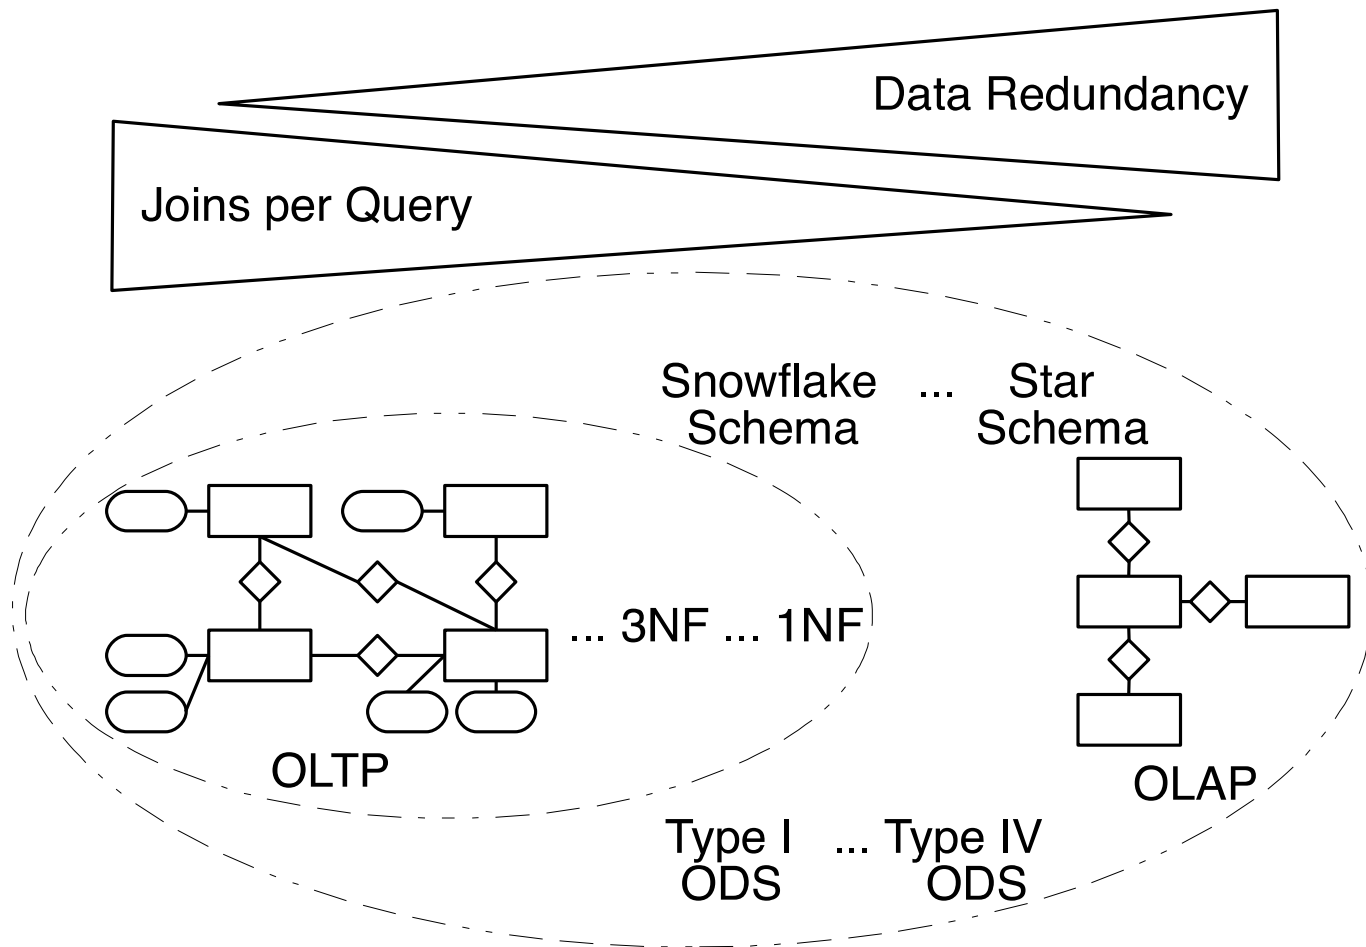 Data Redundancy
Joins per Query
Snowflake ... Star
Schema Schema
... 3NF ... 1NF
OLTP
OLAP
Type I ... Type IV
ODS ODS